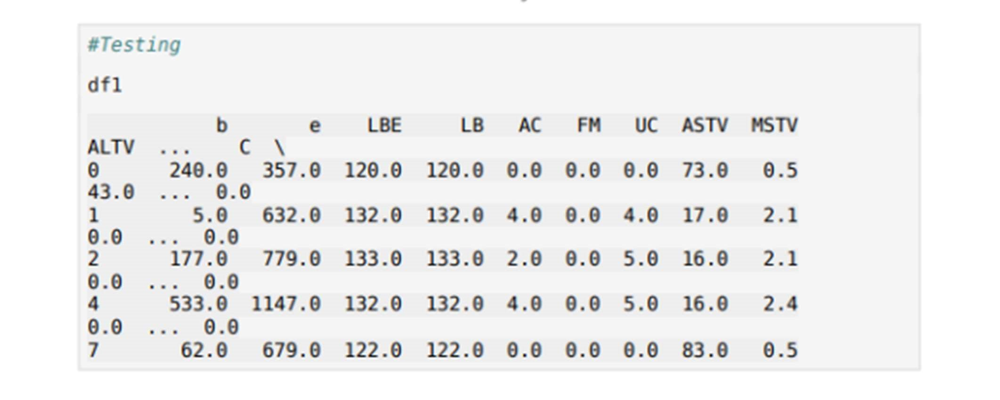 #Testing
df1
b e LBE LB AC FM UC ASTV MSTV
ALTV ... C \
0 240.0 357.0 120.0 120.0 0.0 0.0 0.0 73.0 0.5
43.0 ... 0.0
1 5.0 632.0 132.0 132.0 4.0 0.0 4.0 17.0 2.1
0.0 ... 0.0
2 177.0 779.0 133.0 133.0 2.0 0.0 5.0 16.0 2.1
0.0 ... 0.0
4 533.0 1147.0 132.0 132.0 4.0 0.0 5.0 16.0 2.4
0.0 ... 0.0
7 62.0 679.0 122.0 122.0 0.0 0.0 0.0 83.0 0.5